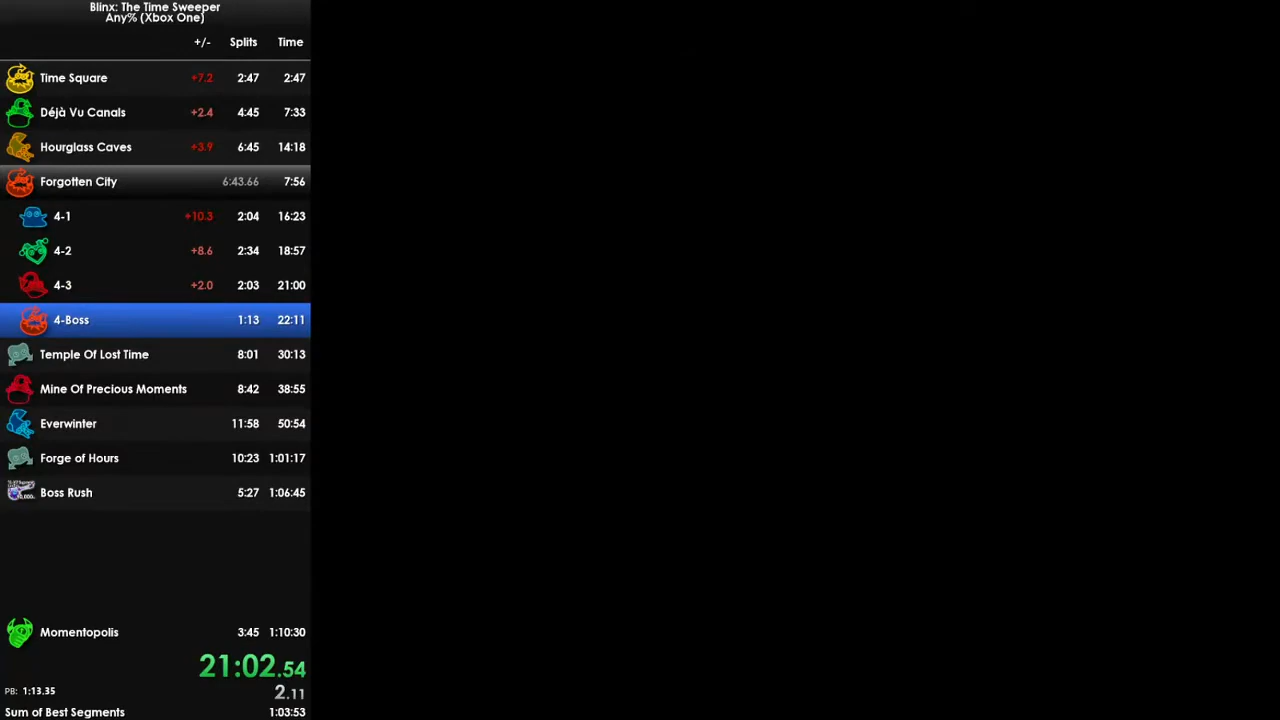 Blinx: The Time Sweeper
Any% (Xbox One)
+/- Splits Time
Time Square +7.2 2:47 2:47
Déjà Vu Canals +2.4 4:45 7:33
Hourglass Caves +3.9 6:45 14:18
Forgotten City 6:43.66 7:56
4-1 +10.3 2:04 16:23
4-2 +8.6 2:34 18:57
4-3 +2.0 2:03 21:00
4-Boss 1:13 22:11
Temple Of Lost Time 8:01 30:13
Mine Of Precious Moments 8:42 38:55
Everwinter 11:58 50:54
Forge of Hours 10:23 1:01:17
Boss Rush 5:27 1:06:45
Momentopolis 3:45 1:10:30
21:02.54
PB: 1:13.35 2.11
Sum of Best Segments 1:03:53